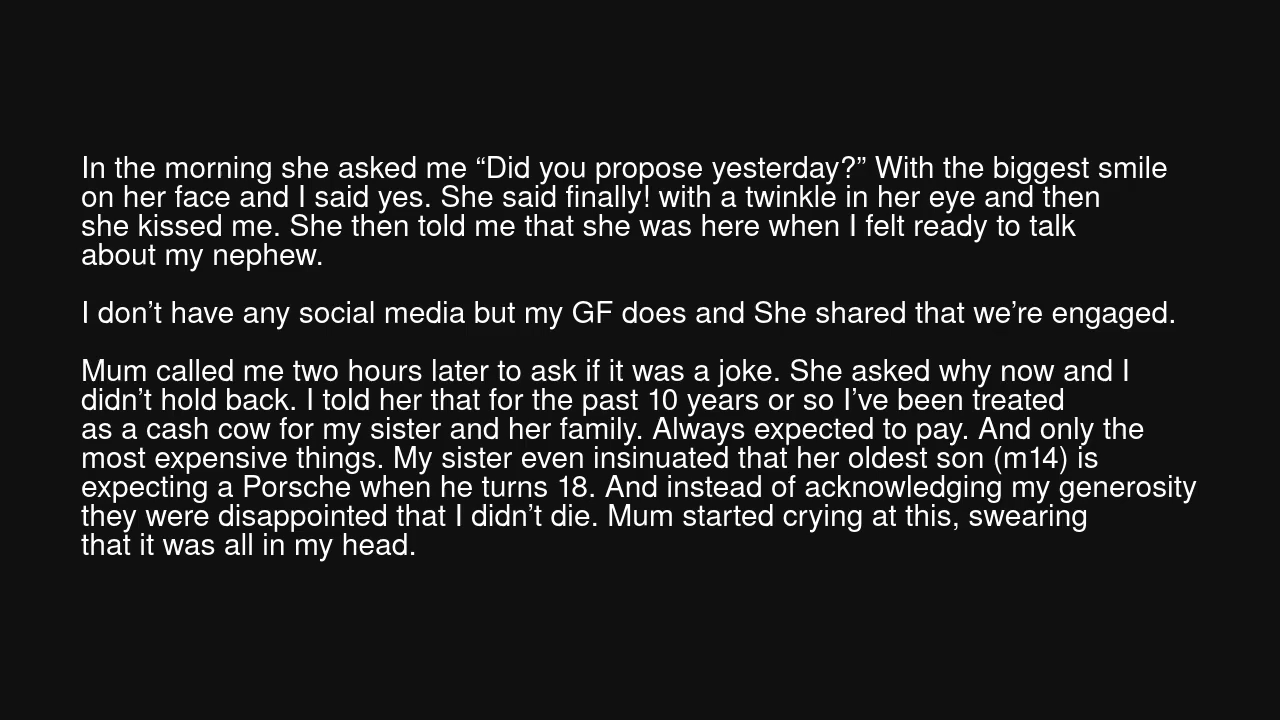 In the morning she asked me “Did you propose yesterday?” With the biggest smile
on her face and I said yes. She said finally! with a twinkle in her eye and then
she kissed me. She then told me that she was here when I felt ready to talk
about my nephew.
I don’t have any social media but my GF does and She shared that we’re engaged.
Mum called me two hours later to ask if it was a joke. She asked why now and I
didn’t hold back. I told her that for the past 10 years or so I’ve been treated
as a cash cow for my sister and her family. Always expected to pay. And only the
most expensive things. My sister even insinuated that her oldest son (m14) is
expecting a Porsche when he turns 18. And instead of acknowledging my generosity
they were disappointed that I didn’t die. Mum started crying at this, swearing
that it was all in my head.